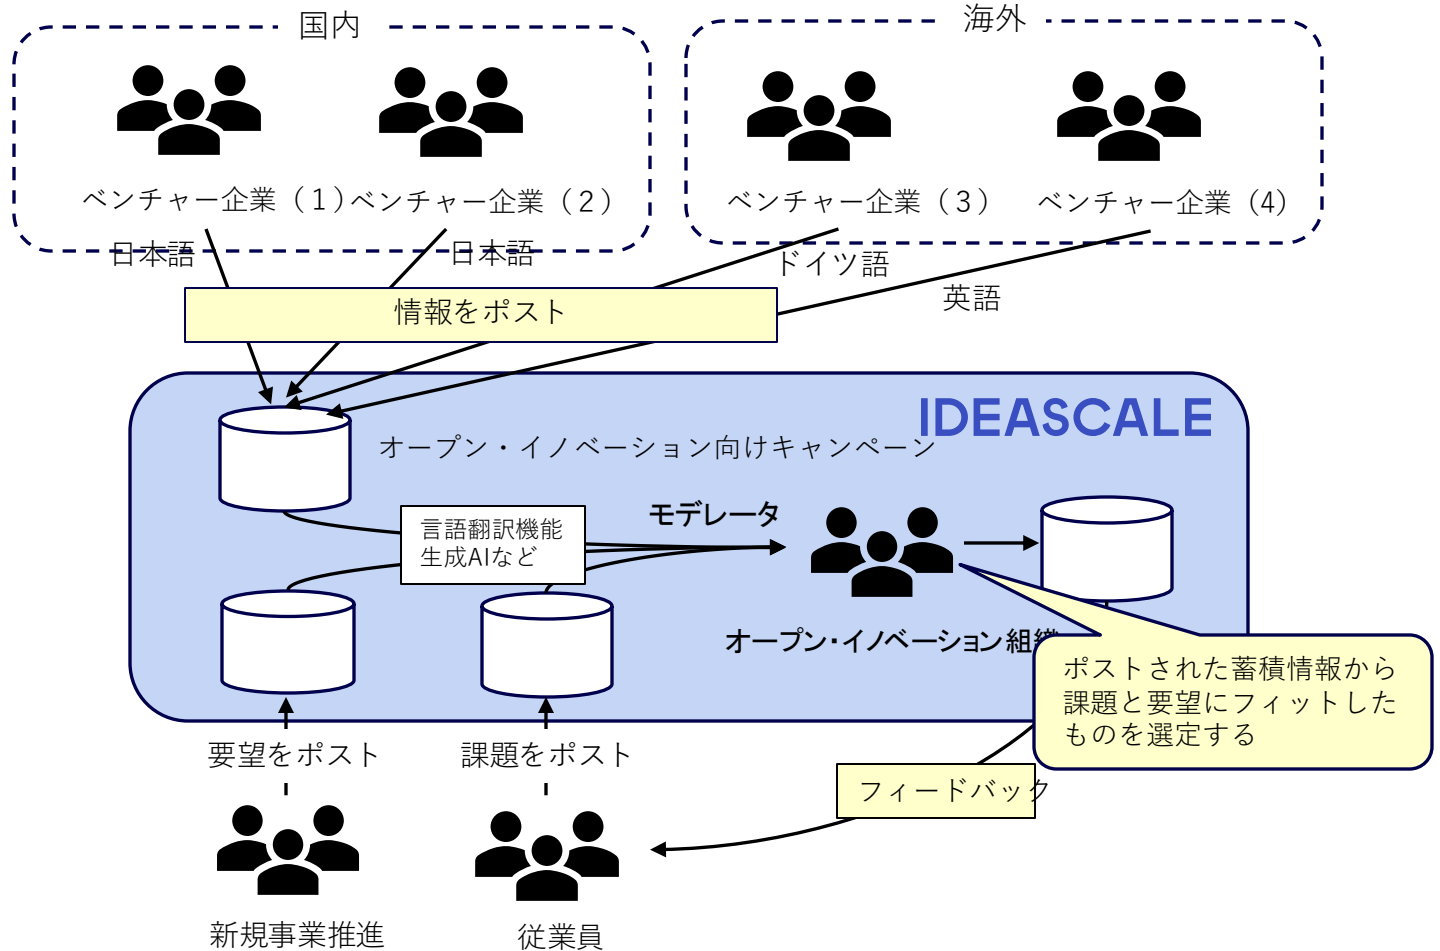 国内
海外
ベンチャー企業（１）
ベンチャー企業（２）
ベンチャー企業（３）
ベンチャー企業（4）
日本語
日本語
ドイツ語
英語
情報をポスト
IDEASCALE
オープン・イノベーション向けキャンペーン
言語翻訳機能
生成AIなど
モデレータ
オープン・イノベーション組織
ポストされた蓄積情報から
課題と要望にフィットした
ものを選定する
要望をポスト
課題をポスト
フィードバック
新規事業推進
従業員